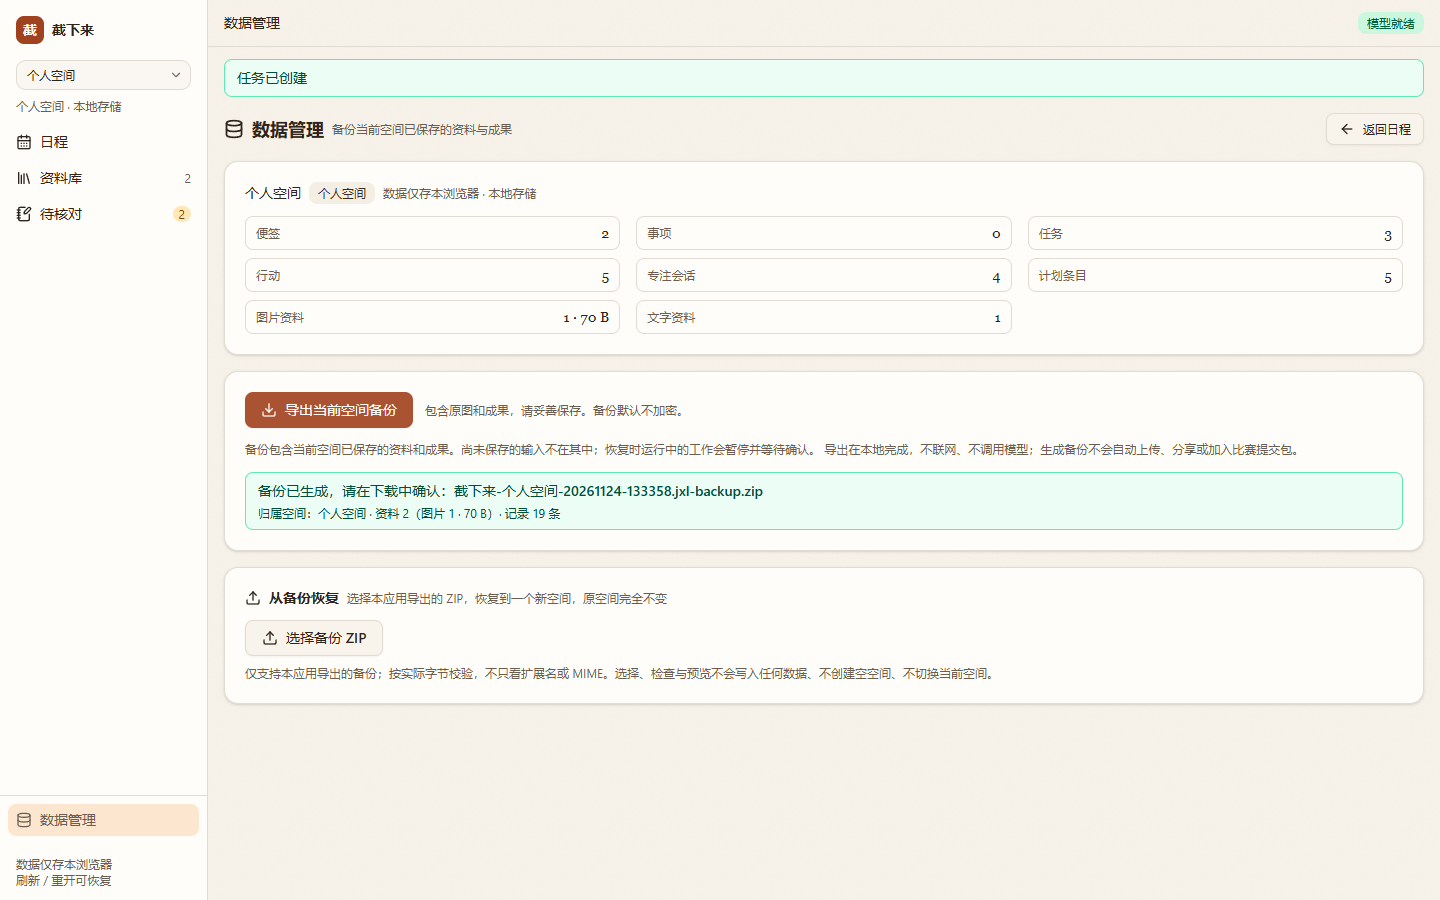 截 截下来
个人空间
个人空间 · 本地存储
日程
资料库 2
待核对 2
数据管理
数据仅存本浏览器
刷新 / 重开可恢复
数据管理 模型就绪
任务已创建
数据管理 备份当前空间已保存的资料与成果 返回日程
个人空间 个人空间 数据仅存本浏览器 · 本地存储
便签 2 事项 0 任务 3
行动 5 专注会话 4 计划条目 5
图片资料 1 · 70 B 文字资料 1
导出当前空间备份 包含原图和成果，请妥善保存。备份默认不加密。
备份包含当前空间已保存的资料和成果。尚未保存的输入不在其中；恢复时运行中的工作会暂停并等待确认。 导出在本地完成，不联网、不调用模型；生成备份不会自动上传、分享或加入比赛提交包。
备份已生成，请在下载中确认：截下来-个人空间-20261124-133358.jxl-backup.zip
归属空间：个人空间 · 资料 2（图片 1 · 70 B）· 记录 19 条
从备份恢复 选择本应用导出的 ZIP，恢复到一个新空间，原空间完全不变
选择备份 ZIP
仅支持本应用导出的备份；按实际字节校验，不只看扩展名或 MIME。选择、检查与预览不会写入任何数据、不创建空空间、不切换当前空间。